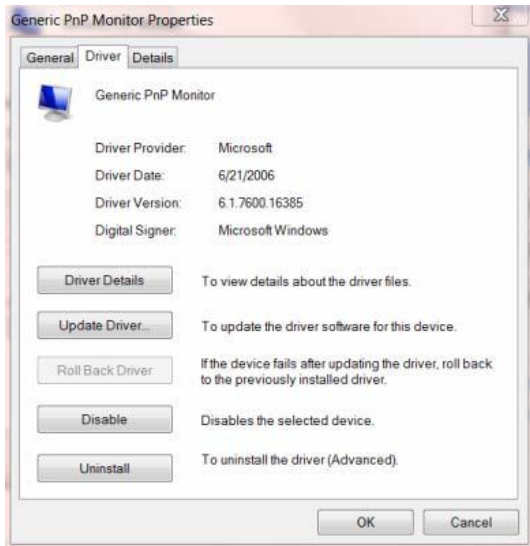 Generic PnP Monitor Properties
General Driver Details
Generic PnP Monitor
Driver Provider: Microsoft
Driver Date: 6/21/2006
Driver Version: 6.1.7600.16385
Digital Signer: Microsoft Windows
Driver Details To view details about the driver files.
Update Driver... To update the driver software for this device.
Roll Back Driver If the device fails after updating the driver, roll back
to the previously installed driver.
Disable Disables the selected device.
Uninstall To uninstall the driver (Advanced).
OK Cancel